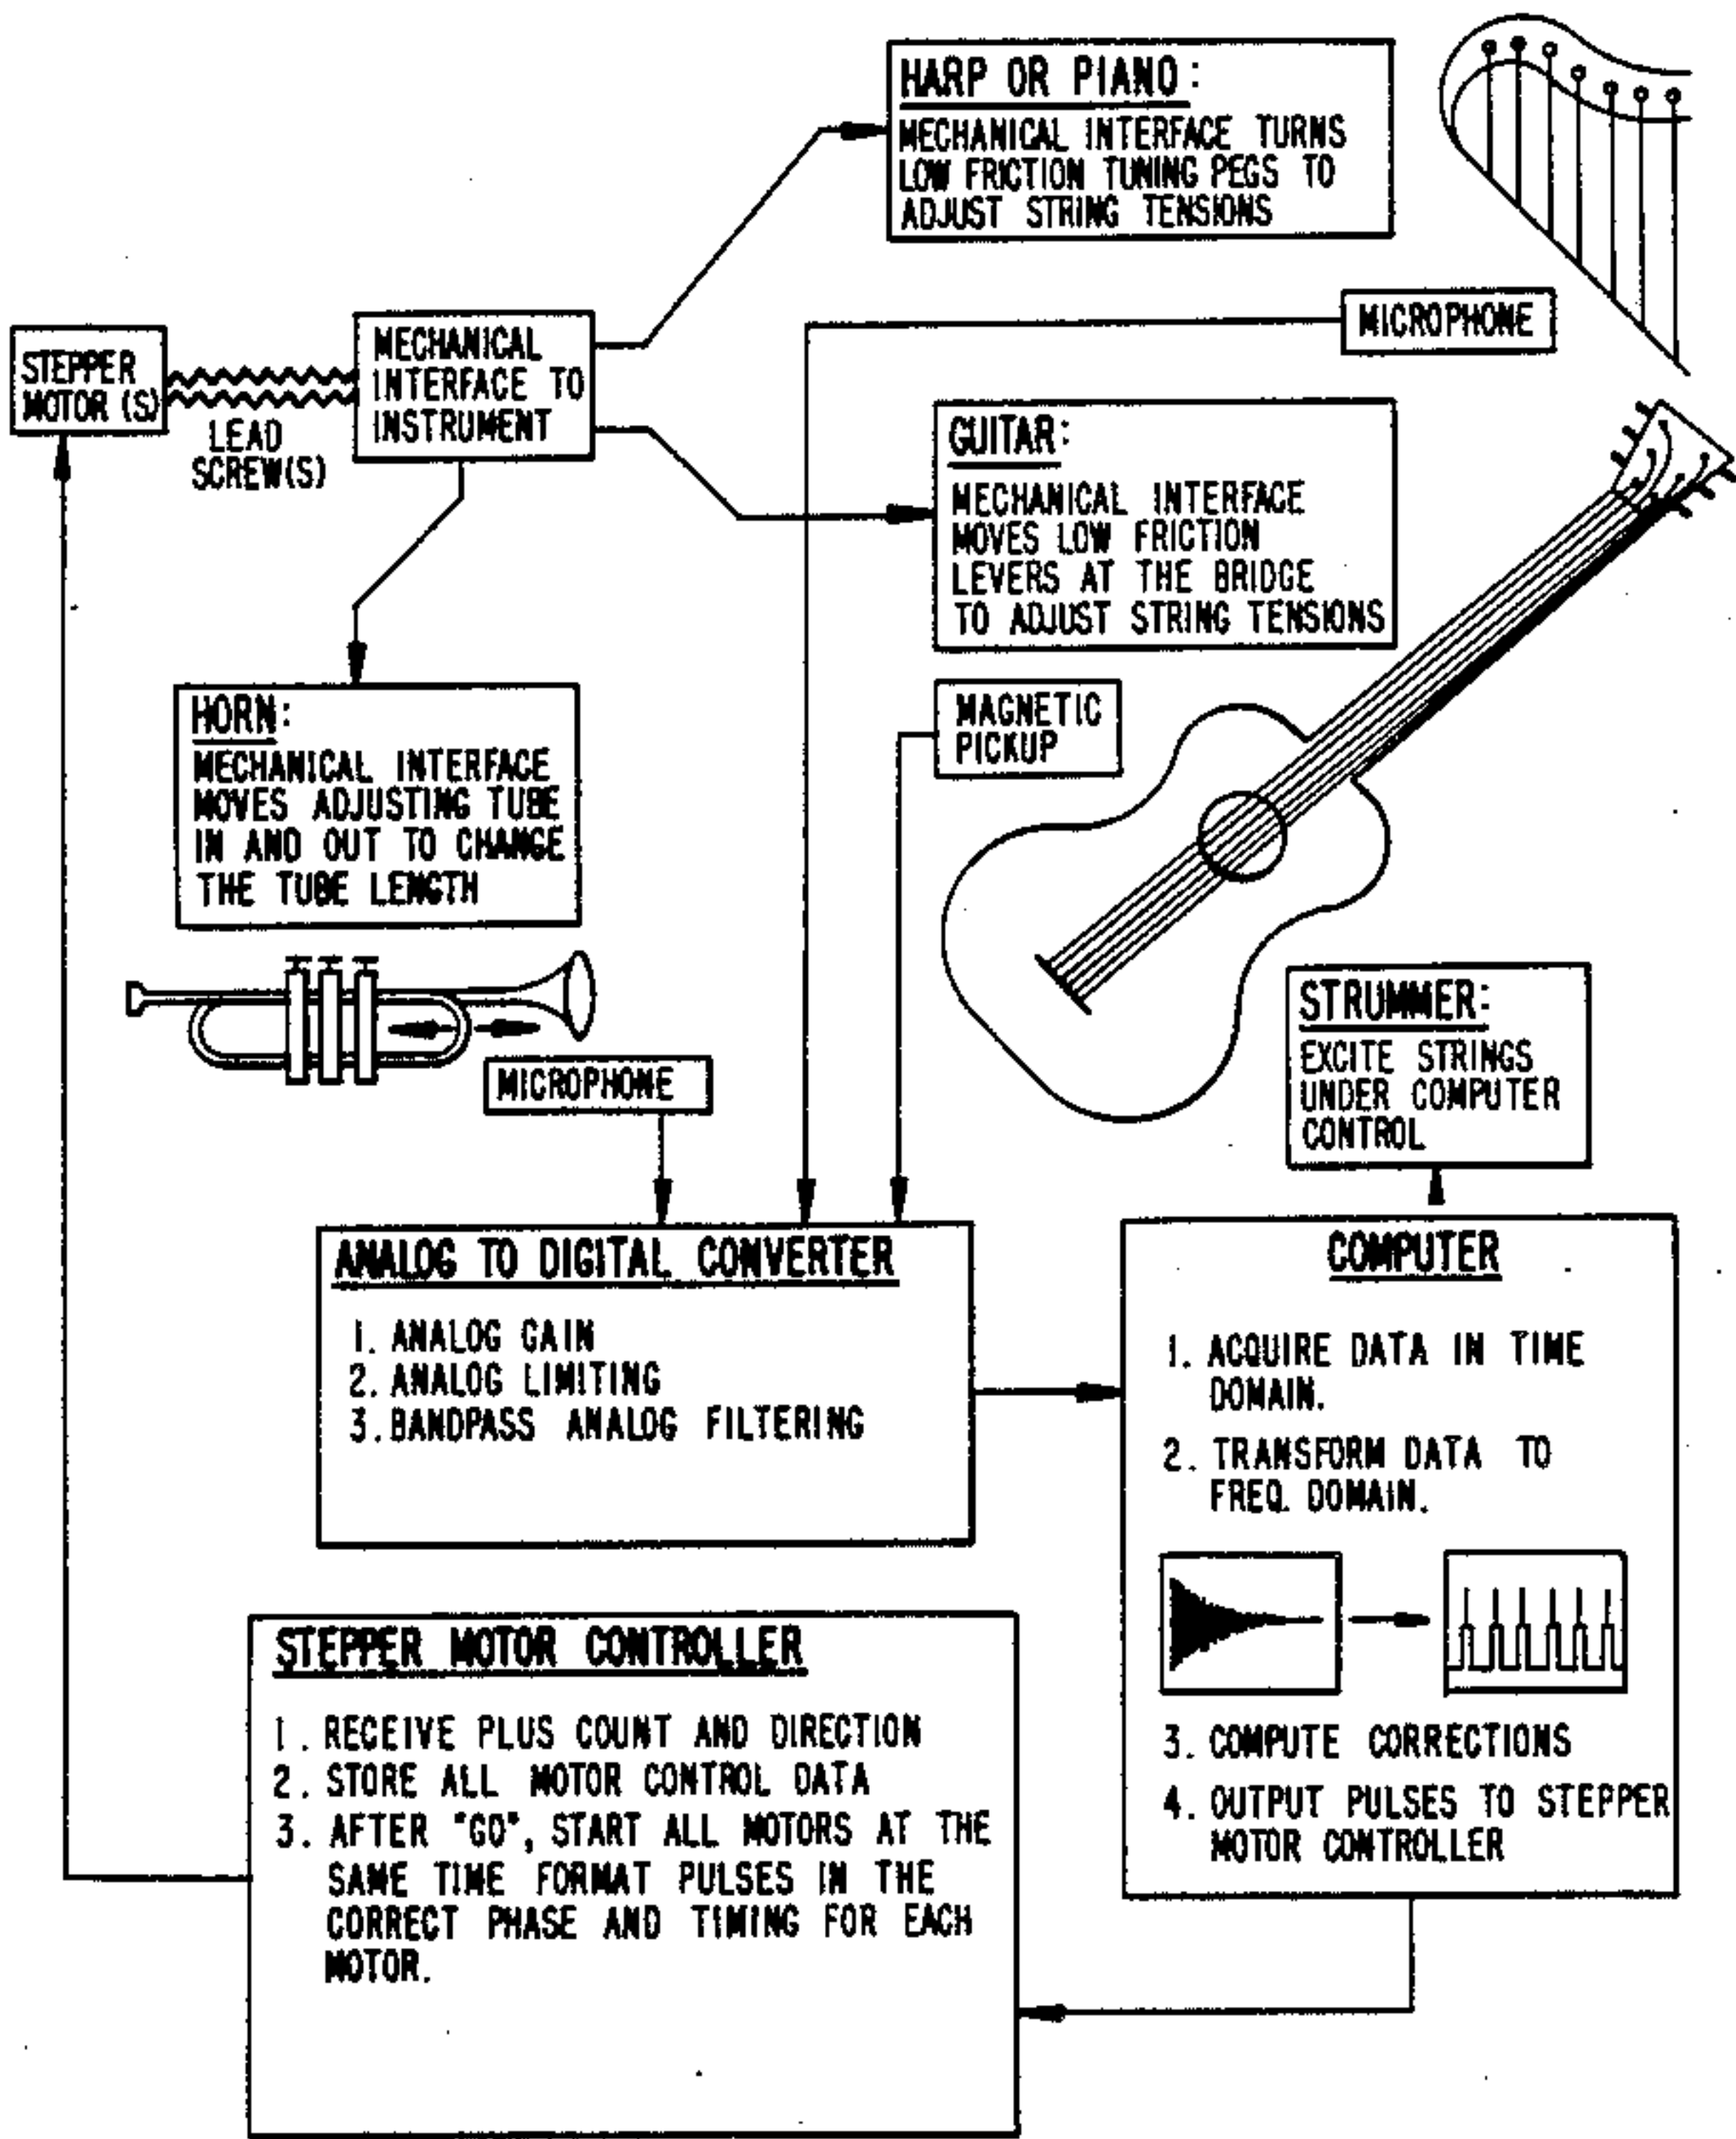 HARP OR PIANO:
MECHANICAL INTERFACE TURNS
LOW FRICTION TUNING PEGS TO
ADJUST STRING TENSIONS
MICROPHONE
STEPPER
MOTOR (S)
LEAD
SCREW(S)
MECHANICAL
INTERFACE TO
INSTRUMENT
GUITAR:
MECHANICAL INTERFACE
MOVES LOW FRICTION
LEVERS AT THE BRIDGE
TO ADJUST STRING TENSIONS
HORN:
MECHANICAL INTERFACE
MOVES ADJUSTING TUBE
IN AND OUT TO CHANGE
THE TUBE LENGTH
MAGNETIC
PICKUP
MICROPHONE
STRUMMER:
EXCITE STRINGS
UNDER COMPUTER
CONTROL
ANALOG TO DIGITAL CONVERTER
1. ANALOG GAIN
2. ANALOG LIMITING
3. BANDPASS ANALOG FILTERING
COMPUTER
1. ACQUIRE DATA IN TIME
DOMAIN.
2. TRANSFORM DATA TO
FREQ. DOMAIN.
3. COMPUTE CORRECTIONS
4. OUTPUT PULSES TO STEPPER
MOTOR CONTROLLER
STEPPER MOTOR CONTROLLER
1. RECEIVE PLUS COUNT AND DIRECTION
2. STORE ALL MOTOR CONTROL DATA
3. AFTER "GO", START ALL MOTORS AT THE
SAME TIME FORMAT PULSES IN THE
CORRECT PHASE AND TIMING FOR EACH
MOTOR.